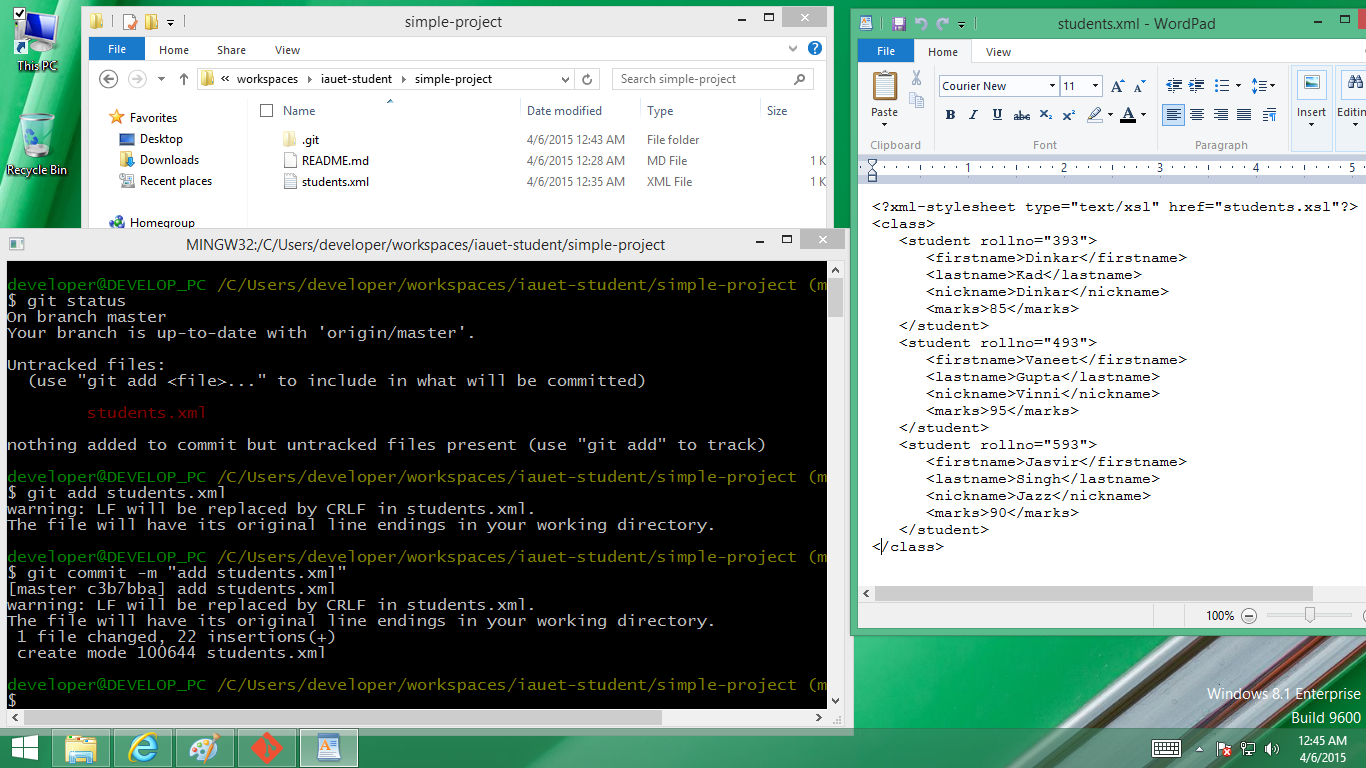 This PC
Recycle Bin
simple-project
File Home Share View
workspaces iauet-student simple-project
Search simple-project
Name Date modified Type Size
Favorites
Desktop
Downloads
Recent places
Homegroup
.git 4/6/2015 12:43 AM File folder
README.md 4/6/2015 12:28 AM MD File 1 K
students.xml 4/6/2015 12:35 AM XML File 1 K
MINGW32:/C/Users/developer/workspaces/iauet-student/simple-project
developer@DEVELOP_PC /C/Users/developer/workspaces/iauet-student/simple-project (m
$ git status
On branch master
Your branch is up-to-date with 'origin/master'.
Untracked files:
(use "git add <file>..." to include in what will be committed)
students.xml
nothing added to commit but untracked files present (use "git add" to track)
developer@DEVELOP_PC /C/Users/developer/workspaces/iauet-student/simple-project (m
$ git add students.xml
warning: LF will be replaced by CRLF in students.xml.
The file will have its original line endings in your working directory.
developer@DEVELOP_PC /C/Users/developer/workspaces/iauet-student/simple-project (m
$ git commit -m "add students.xml"
[master c3b7bba] add students.xml
warning: LF will be replaced by CRLF in students.xml.
The file will have its original line endings in your working directory.
1 file changed, 22 insertions(+)
create mode 100644 students.xml
developer@DEVELOP_PC /C/Users/developer/workspaces/iauet-student/simple-project (m
$
students.xml - WordPad
File Home View
Paste
Clipboard
Courier New 11
B I U abc X2 X2
Font
Paragraph
Insert
Editin
1 2 3 4 5
<?xml-stylesheet type="text/xsl" href="students.xsl"?>
<class>
<student rollno="393">
<firstname>Dinkar</firstname>
<lastname>Kad</lastname>
<nickname>Dinkar</nickname>
<marks>85</marks>
</student>
<student rollno="493">
<firstname>Vaneet</firstname>
<lastname>Gupta</lastname>
<nickname>Vinni</nickname>
<marks>95</marks>
</student>
<student rollno="593">
<firstname>Jasvir</firstname>
<lastname>Singh</lastname>
<nickname>Jazz</nickname>
<marks>90</marks>
</student>
</class>
100%
Windows 8.1 Enterprise
Build 9600
12:45 AM
4/6/2015